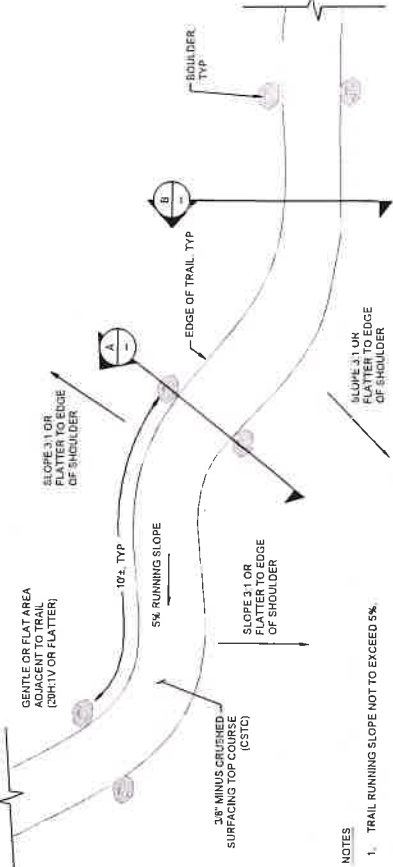 GENTLE OR FLAT AREA
ADJACENT TO TRAIL
(20H:1V OR FLATTER)
SLOPE 3:1 OR
FLATTER TO EDGE
OF SHOULDER
A
–
B
–
BOULDER,
TYP
EDGE OF TRAIL, TYP
10'±, TYP
5% RUNNING SLOPE
3/8" MINUS CRUSHED
SURFACING TOP COURSE
(CSTC)
SLOPE 3:1 OR
FLATTER TO EDGE
OF SHOULDER
SLOPE 3:1 OR
FLATTER TO EDGE
OF SHOULDER
NOTES
1. TRAIL RUNNING SLOPE NOT TO EXCEED 5%.